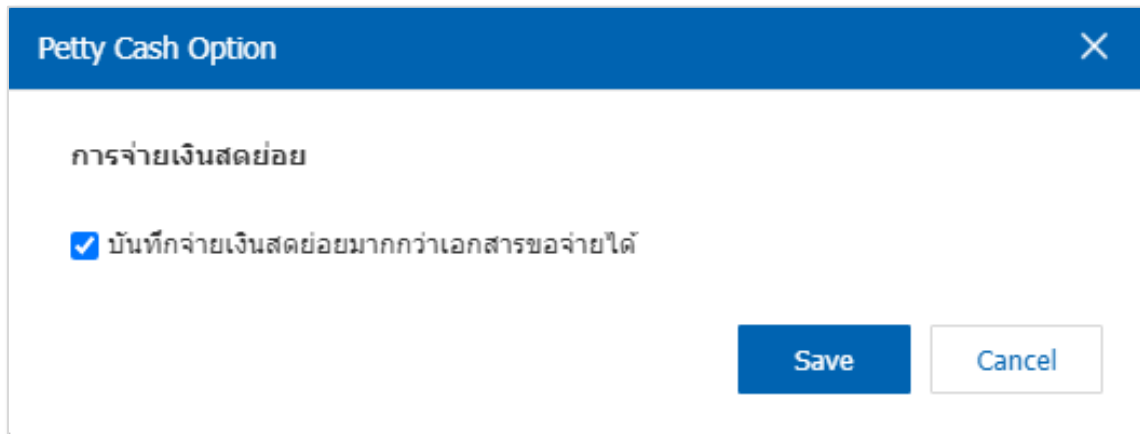 Petty Cash Option
การจ่ายเงินสดย่อย
บันทึกจ่ายเงินสดย่อยมากกว่าเอกสารขอจ่ายได้
Save Cancel